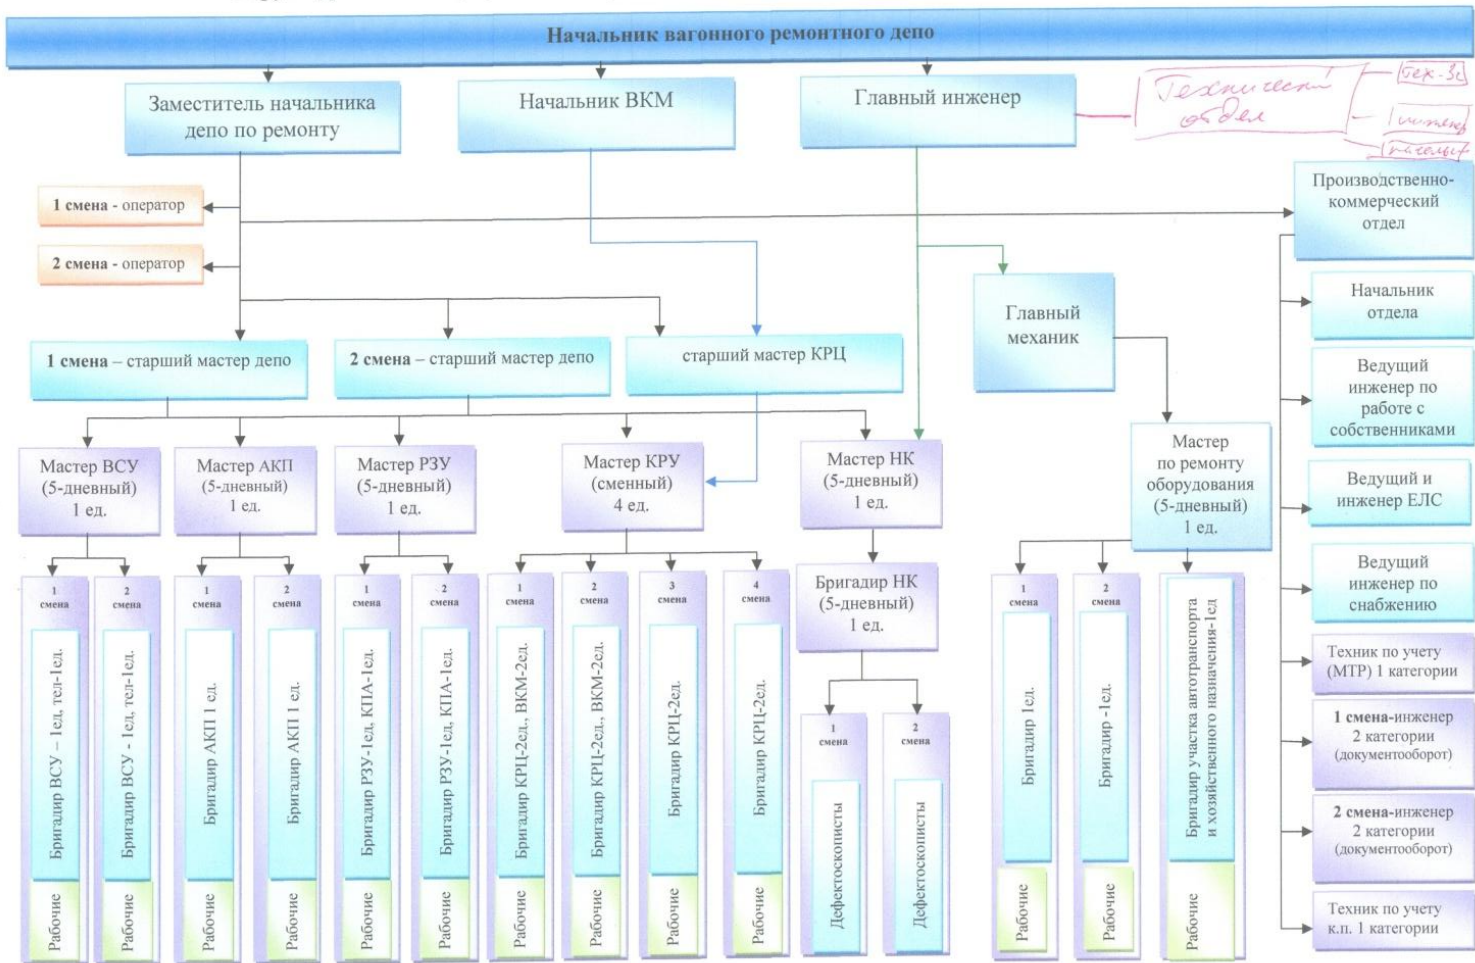 Начальник вагонного ремонтного депо
Заместитель начальника
депо по ремонту
Начальник ВКМ
Главный инженер
Технический
отдел
1 инженер
Производственно-
коммерческий
отдел
1 смена - оператор
2 смена - оператор
Начальник
отдела
Главный
механик
1 смена – старший мастер депо
2 смена – старший мастер депо
старший мастер КРЦ
Ведущий
инженер по
работе с
собственниками
Мастер ВСУ
(5-дневный)
1 ед.
Мастер АКП
(5-дневный)
1 ед.
Мастер РЗУ
(5-дневный)
1 ед.
Мастер КРУ
(сменный)
4 ед.
Мастер НК
(5-дневный)
1 ед.
Мастер
по ремонту
оборудования
(5-дневный)
1 ед.
Ведущий и
инженер ЕЛС
Ведущий
инженер по
снабжению
Бригадир НК
(5-дневный)
1 ед.
1
смена
Бригадир ВСУ – 1ед, тел-1ед.
Рабочие
2
смена
Бригадир ВСУ - 1ед, тел-1ед.
Рабочие
1
смена
Бригадир АКП 1 ед.
Рабочие
2
смена
Бригадир АКП 1 ед.
Рабочие
1
смена
Бригадир РЗУ-1ед, КПА-1ед.
Рабочие
2
смена
Бригадир РЗУ-1ед, КПА-1ед.
Рабочие
1
смена
Бригадир КРЦ-2ед., ВКМ-2ед.
Рабочие
2
смена
Бригадир КРЦ-2ед., ВКМ-2ед.
Рабочие
3
смена
Бригадир КРЦ-2ед.
Рабочие
4
смена
Бригадир КРЦ-2ед.
Рабочие
1
смена
Дефектоскописты
2
смена
Дефектоскописты
1
смена
Бригадир 1ед.
Рабочие
2
смена
Бригадир -1ед.
Рабочие
Бригадир участка автотранспорта
и хозяйственного назначения-1ед
Рабочие
Техник по учету
(МТР) 1 категории
1 смена-инженер
2 категории
(документооборот)
2 смена-инженер
2 категории
(документооборот)
Техник по учету
к.п. 1 категории